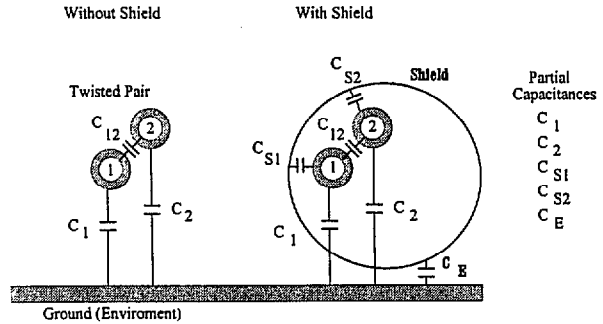 Without Shield
With Shield
Twisted Pair
C 12
2
1
C 1
C 2
C S2
Shield
C 12
2
C S1
1
C 1
C 2
C E
Partial
Capacitances
C 1
C 2
C S1
C S2
C E
Ground (Enviroment)